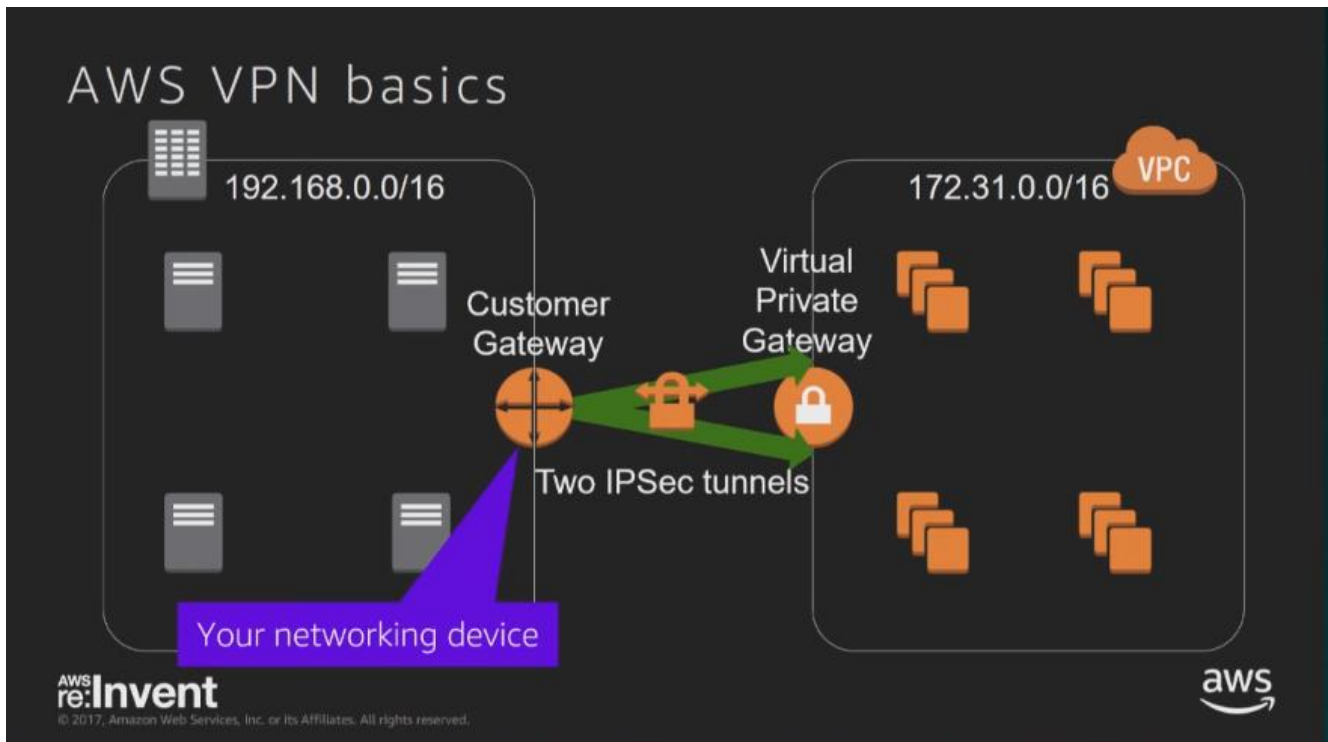 AWS VPN basics
192.168.0.0/16
172.31.0.0/16
VPC
Customer
Gateway
Virtual
Private
Gateway
Two IPSec tunnels
Your networking device
AWS
re:Invent
© 2017, Amazon Web Services, Inc. or its Affiliates. All rights reserved.
aws